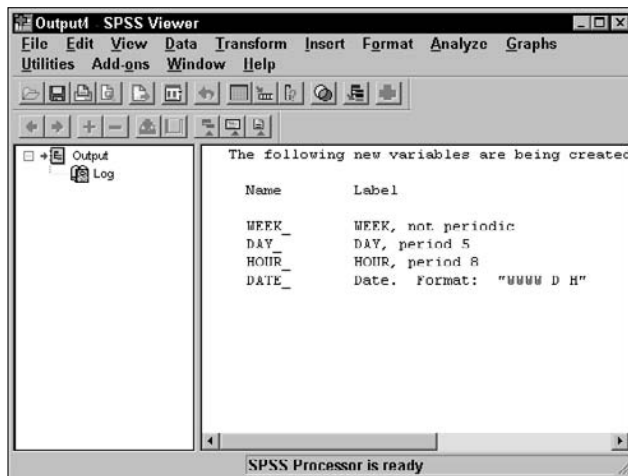 Output4 SPSS Viewer
File Edit View Data Transform Insert Format Analyze Graphs
Utilities Add-ons Window Help
Output
Log
The following new variables are being created
Name Label
WEEK_ WEEK, not periodic
DAY_ DAY, period 5
HOUR_ HOUR, period 8
DATE_ Date. Format: "WWWW D H"
SPSS Processor is ready